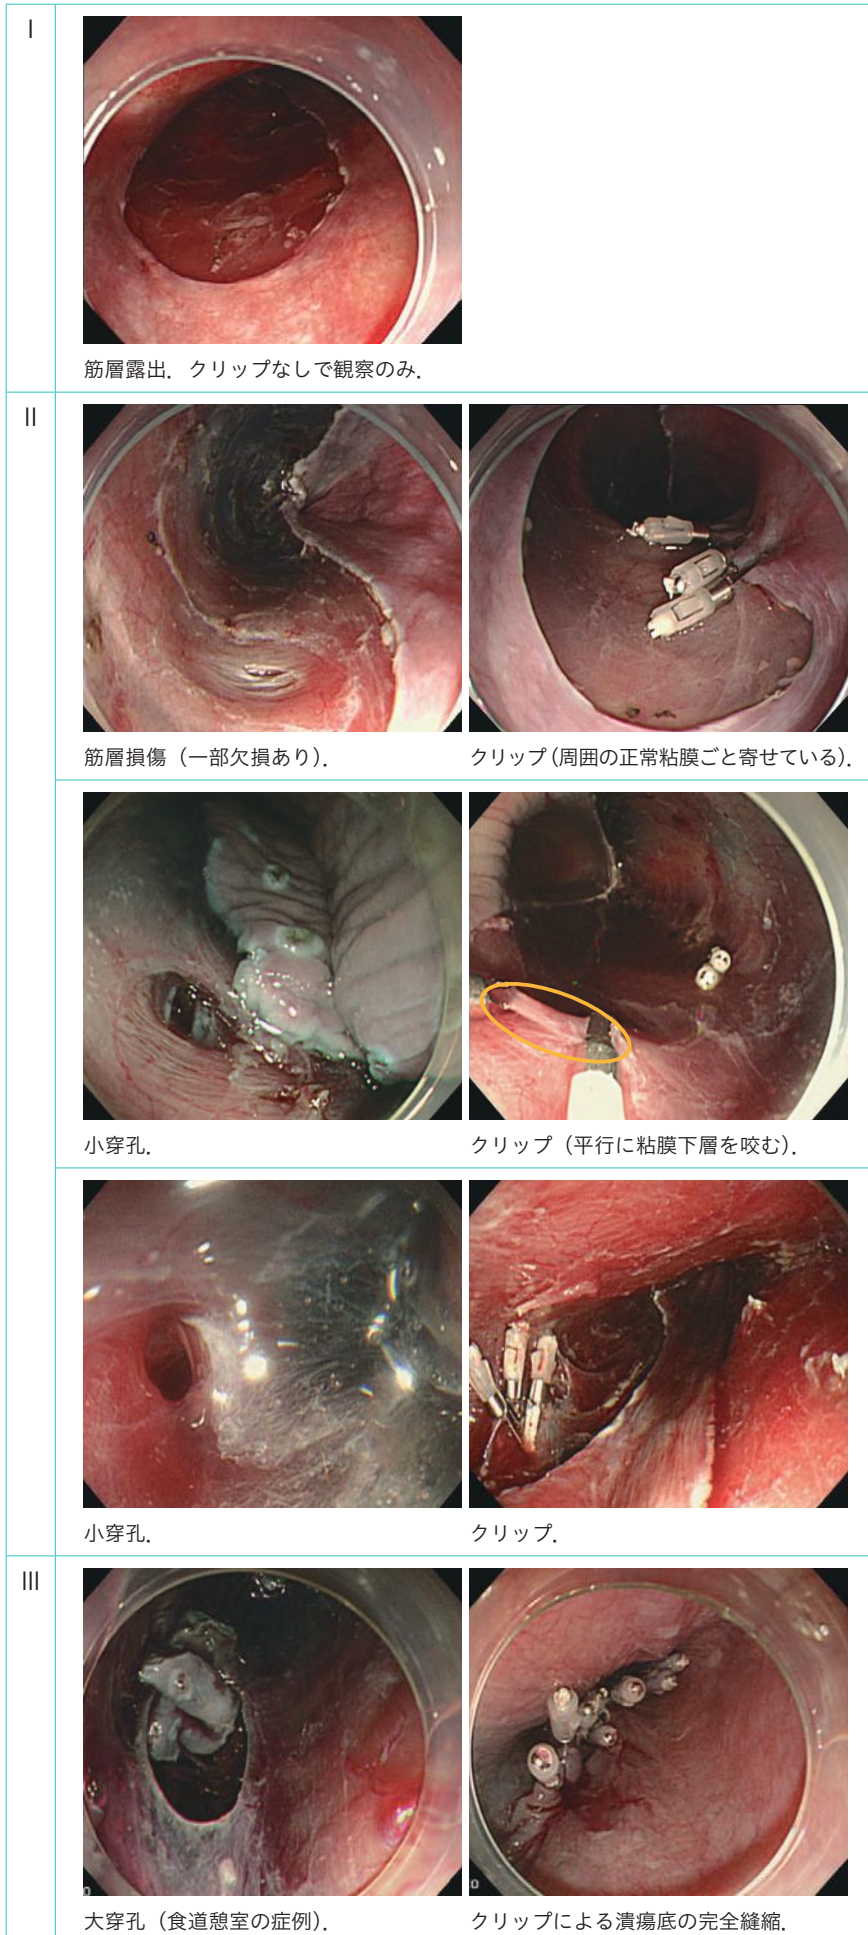 I
筋層露出．クリップなしで観察のみ．
II
筋層損傷（一部欠損あり）．
クリップ（周囲の正常粘膜ごと寄せている）．
小穿孔．
クリップ（平行に粘膜下層を咬む）．
小穿孔．
クリップ．
III
大穿孔（食道憩室の症例）．
クリップによる潰瘍底の完全縫縮．